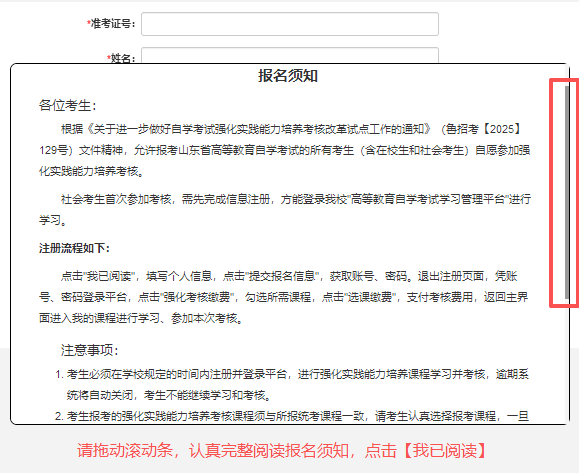 *准考证号：
*姓名：
报名须知
各位考生：
根据《关于进一步做好自学考试强化实践能力培养考核改革试点工作的通知》（鲁招考【2025】
129号）文件精神，允许报考山东省高等教育自学考试的所有考生（含在校生和社会考生）自愿参加强
化实践能力培养考核。
社会考生首次参加考核，需先完成信息注册，方能登录我校"高等教育自学考试学习管理平台"进行
学习。
注册流程如下：
点击"我已阅读"，填写个人信息，点击"提交报名信息"，获取账号、密码。退出注册页面，凭账
号、密码登录平台，点击"强化考核缴费"，勾选所需课程，点击"选课缴费"，支付考核费用，返回主界
面进入我的课程进行学习、参加本次考核。
注意事项：
1. 考生必须在学校规定的时间内注册并登录平台，进行强化实践能力培养课程学习并考核，逾期系
统将自动关闭，考生不能继续学习和考核。
2. 考生报考的强化实践能力培养考核课程须与所报统考课程一致，请考生认真选择报考课程，一旦
请拖动滚动条，认真完整阅读报名须知，点击【我已阅读】